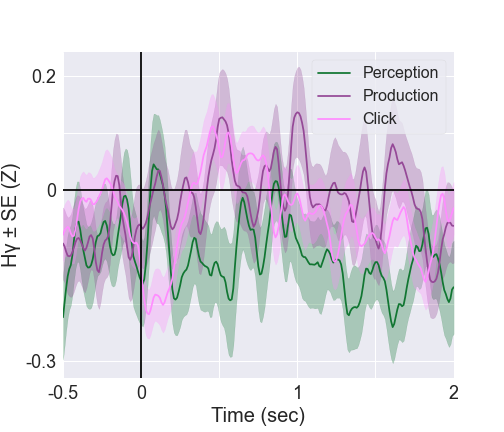 Perception
Production
Click
0.2
0
-0.3
Hγ ± SE (Z)
-0.5
0
1
2
Time (sec)